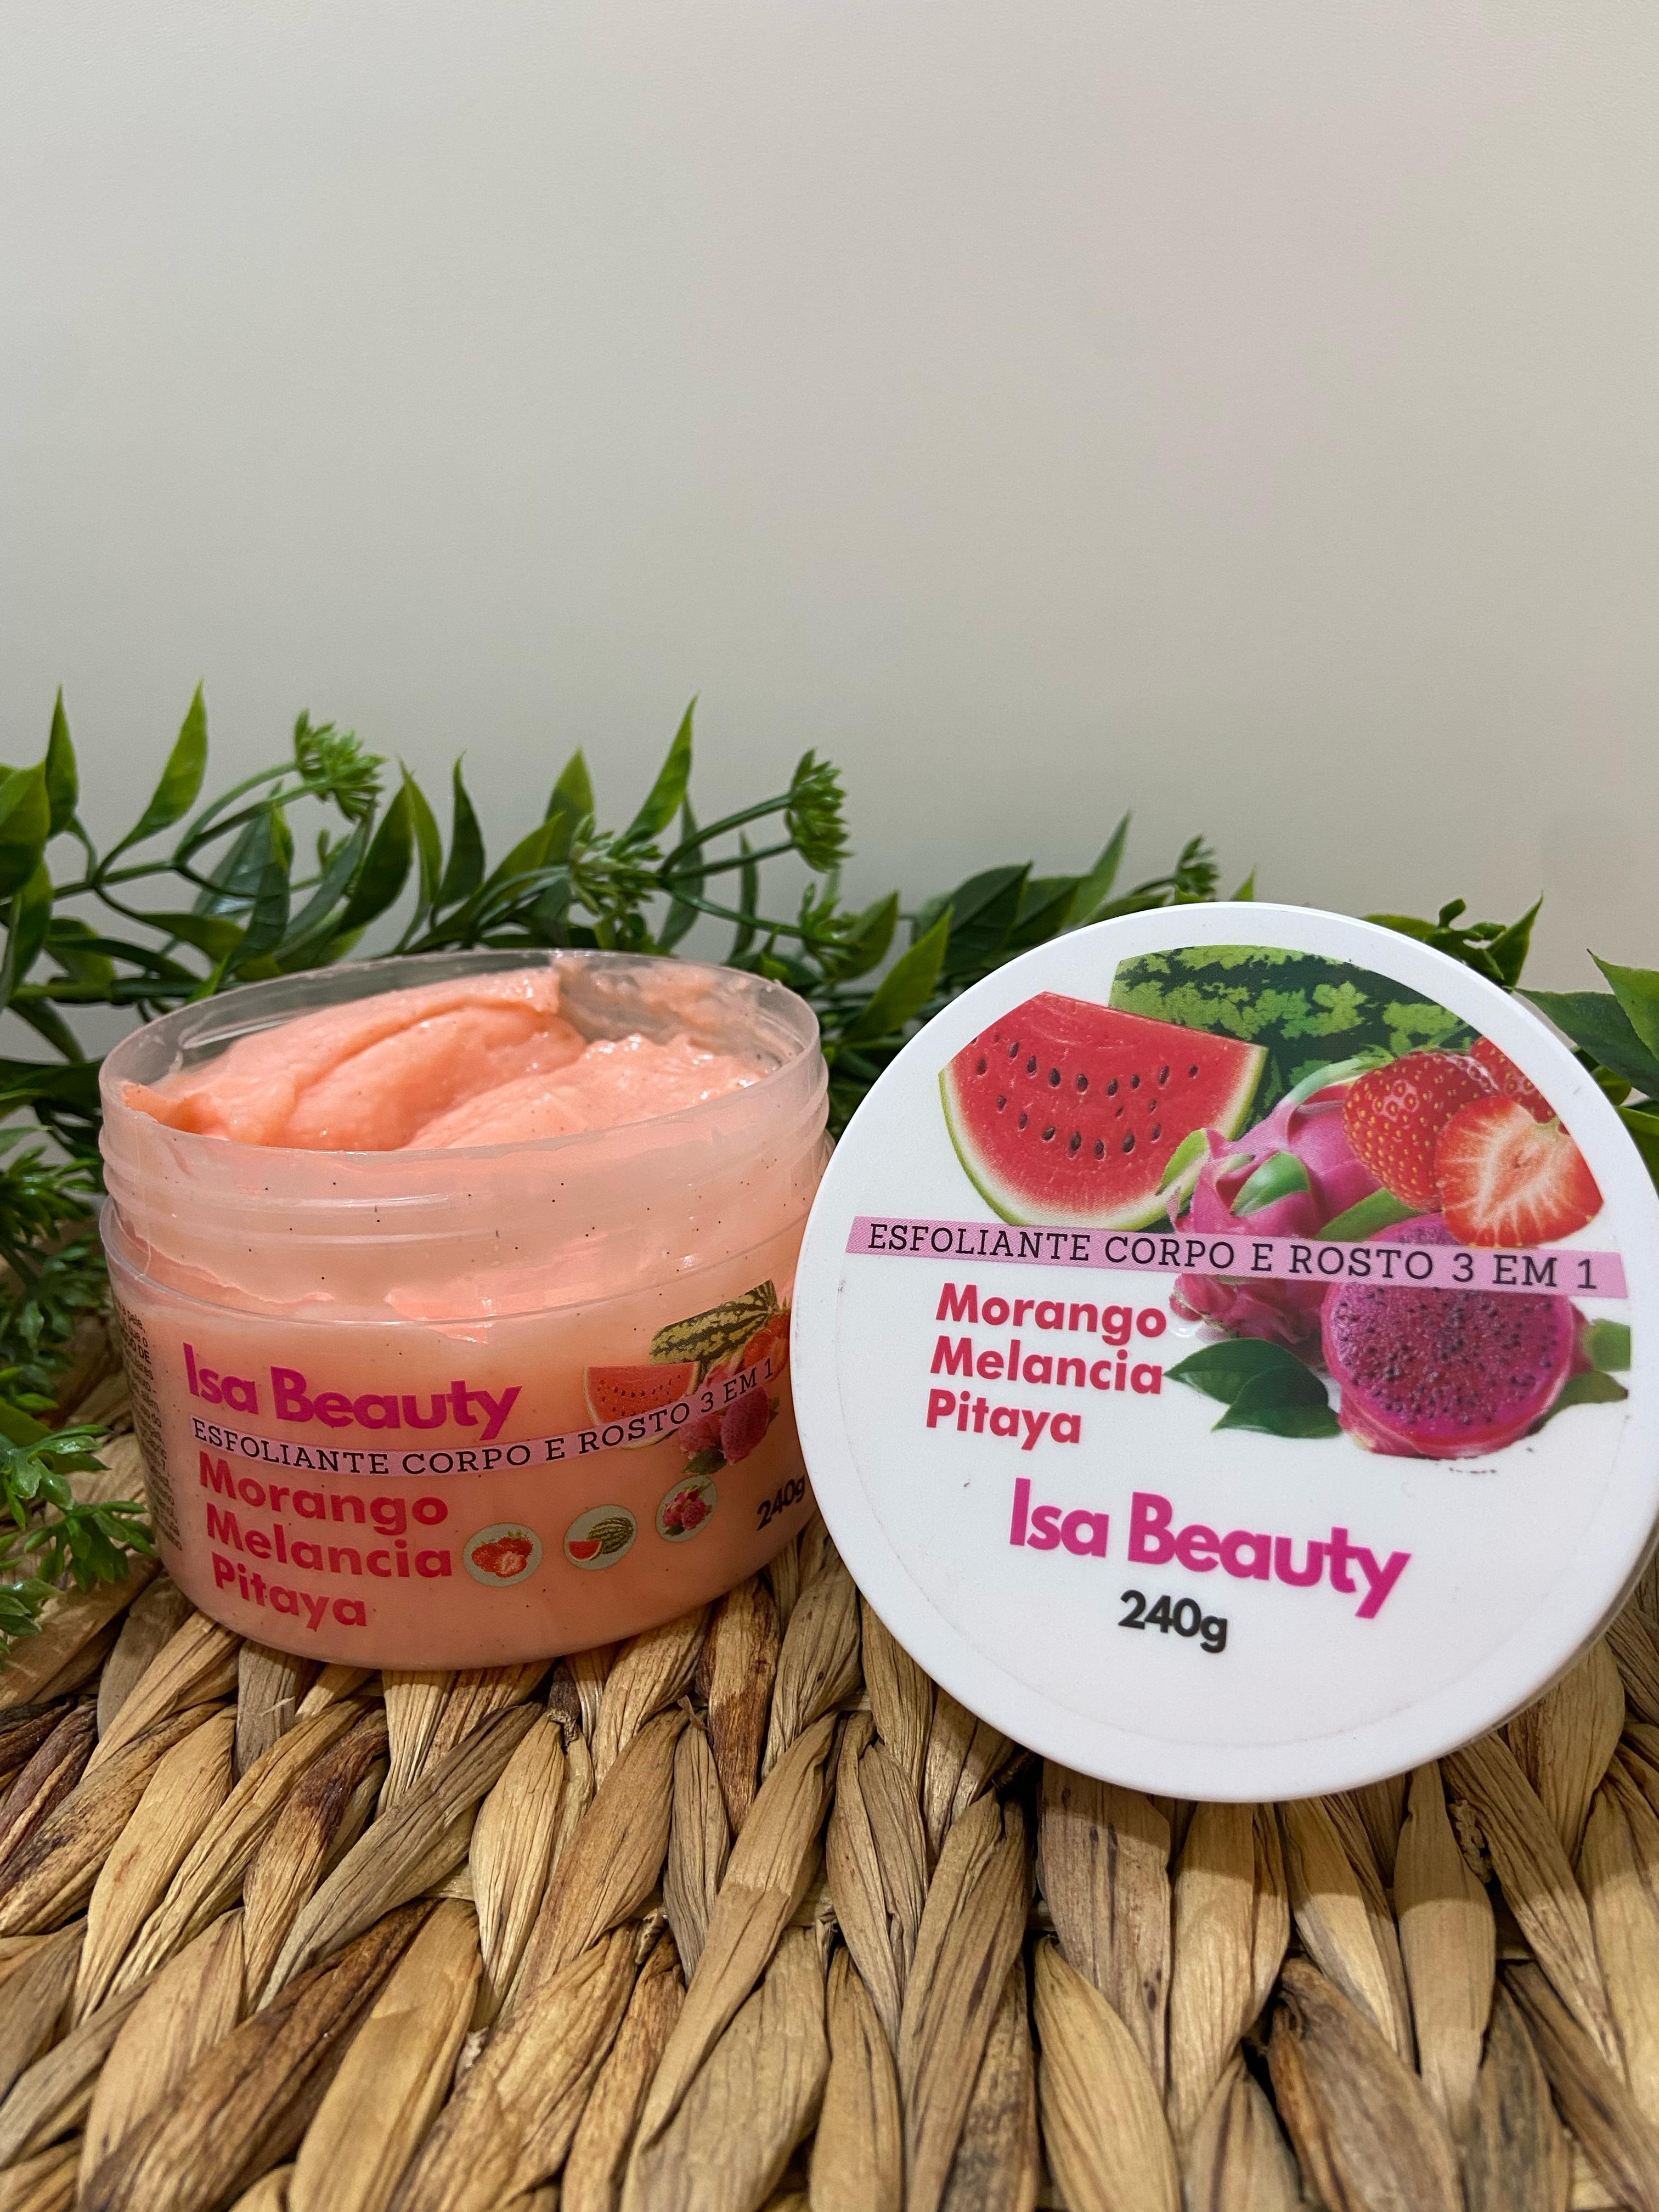 Isa Beauty
ESFOLIANTE CORPO E ROSTO 3 EM 1
Morango
Melancia
Pitaya
240g
ESFOLIANTE CORPO E ROSTO 3 EM 1
Morango
Melancia
Pitaya
Isa Beauty
240g